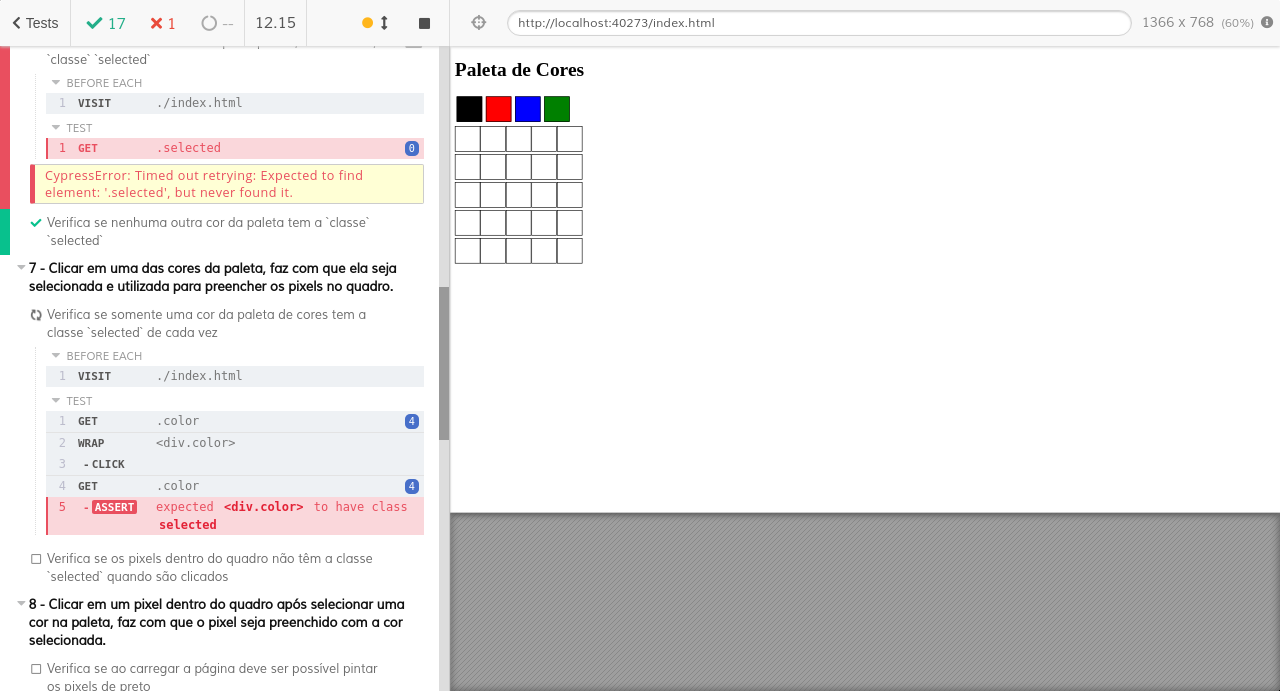 Tests
17
1
--
12.15
http://localhost:40273/index.html
1366 x 768 (60%)
`classe` `selected`
BEFORE EACH
1 VISIT ./index.html
TEST
1 GET .selected 0
CypressError: Timed out retrying: Expected to find
element: '.selected', but never found it.
Verifica se nenhuma outra cor da paleta tem a `classe`
`selected`
7 - Clicar em uma das cores da paleta, faz com que ela seja
selecionada e utilizada para preencher os pixels no quadro.
Verifica se somente uma cor da paleta de cores tem a
classe `selected` de cada vez
BEFORE EACH
1 VISIT ./index.html
TEST
1 GET .color 4
2 WRAP <div.color>
3 - CLICK
4 GET .color 4
5 - ASSERT expected <div.color> to have class
selected
Verifica se os pixels dentro do quadro não têm a classe
`selected` quando são clicados
8 - Clicar em um pixel dentro do quadro após selecionar uma
cor na paleta, faz com que o pixel seja preenchido com a cor
selecionada.
Verifica se ao carregar a página deve ser possível pintar
os pixels de preto
Paleta de Cores